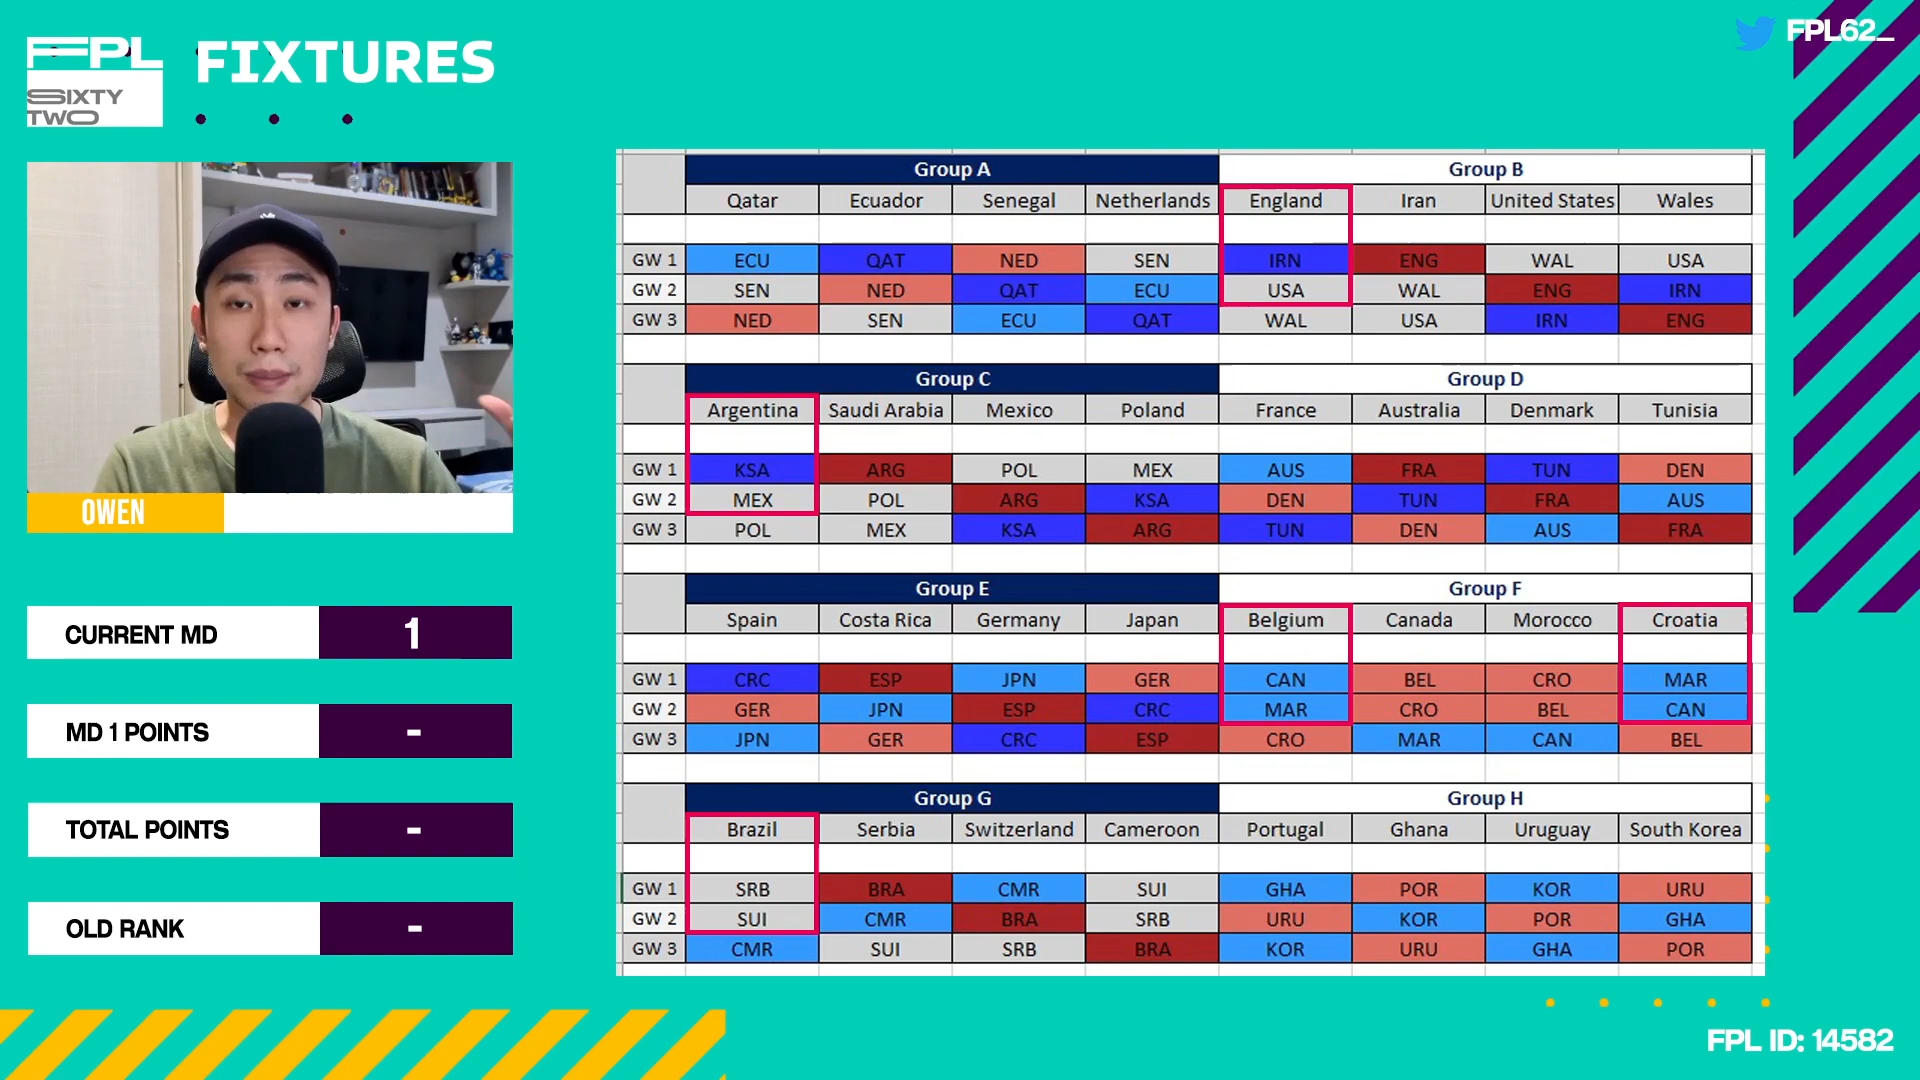 FPL
SIXTY
TWO
FIXTURES
FPL62_
OWEN
CURRENT MD 1
MD 1 POINTS -
TOTAL POINTS -
OLD RANK -
Group A Group B
Qatar Ecuador Senegal Netherlands England Iran United States Wales
GW 1 ECU QAT NED SEN IRN ENG WAL USA
GW 2 SEN NED QAT ECU USA WAL ENG IRN
GW 3 NED SEN ECU QAT WAL USA IRN ENG
Group C Group D
Argentina Saudi Arabia Mexico Poland France Australia Denmark Tunisia
GW 1 KSA ARG POL MEX AUS FRA TUN DEN
GW 2 MEX POL ARG KSA DEN TUN FRA AUS
GW 3 POL MEX KSA ARG TUN DEN AUS FRA
Group E Group F
Spain Costa Rica Germany Japan Belgium Canada Morocco Croatia
GW 1 CRC ESP JPN GER CAN BEL CRO MAR
GW 2 GER JPN ESP CRC MAR CRO BEL CAN
GW 3 JPN GER CRC ESP CRO MAR CAN BEL
Group G Group H
Brazil Serbia Switzerland Cameroon Portugal Ghana Uruguay South Korea
GW 1 SRB BRA CMR SUI GHA POR KOR URU
GW 2 SUI CMR BRA SRB URU KOR POR GHA
GW 3 CMR SUI SRB BRA KOR URU GHA POR
FPL ID: 14582